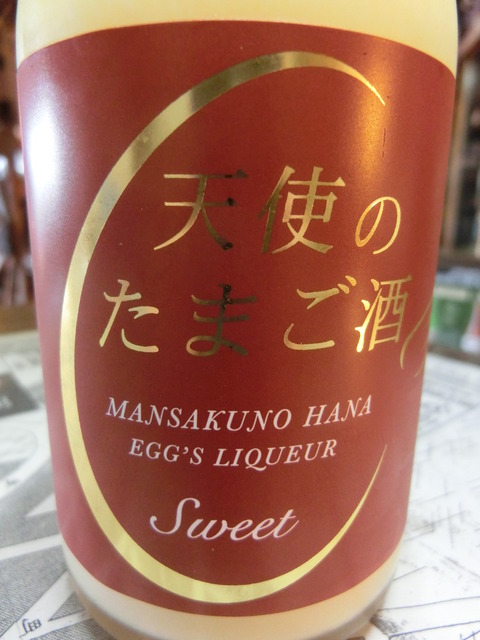 天使の
たまご酒
MANSAKUNO HANA
EGG'S LIQUEUR
Sweet